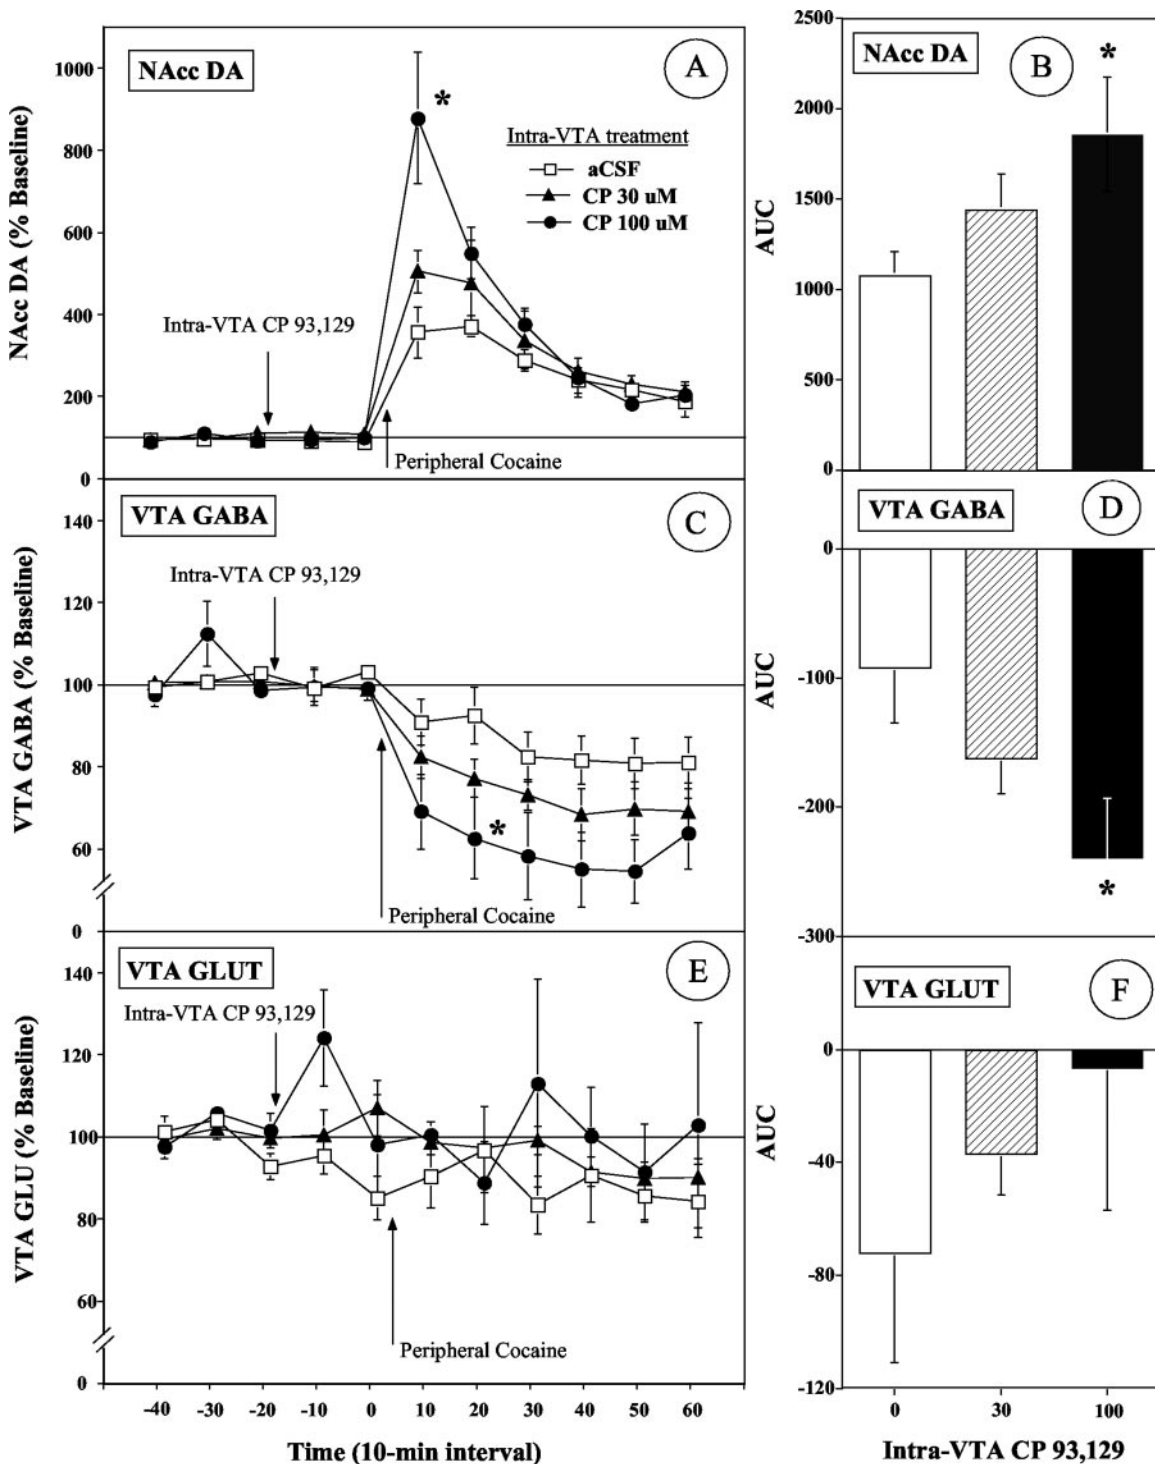 NAcc DA
A
Intra-VTA treatment
aCSF
CP 30 uM
CP 100 uM
*
Intra-VTA CP 93,129
Peripheral Cocaine
NAcc DA (% Baseline)
1000
800
600
400
200
0
NAcc DA
B
*
AUC
2500
2000
1500
1000
500
0
VTA GABA
C
Intra-VTA CP 93,129
*
Peripheral Cocaine
VTA GABA (% Baseline)
140
120
100
80
60
0
VTA GABA
D
*
AUC
0
-100
-200
-300
VTA GLUT
E
Intra-VTA CP 93,129
Peripheral Cocaine
VTA GLU (% Baseline)
140
120
100
80
60
0
-40 -30 -20 -10 0 10 20 30 40 50 60
Time (10-min interval)
VTA GLUT
F
AUC
0
-40
-80
-120
0 30 100
Intra-VTA CP 93,129